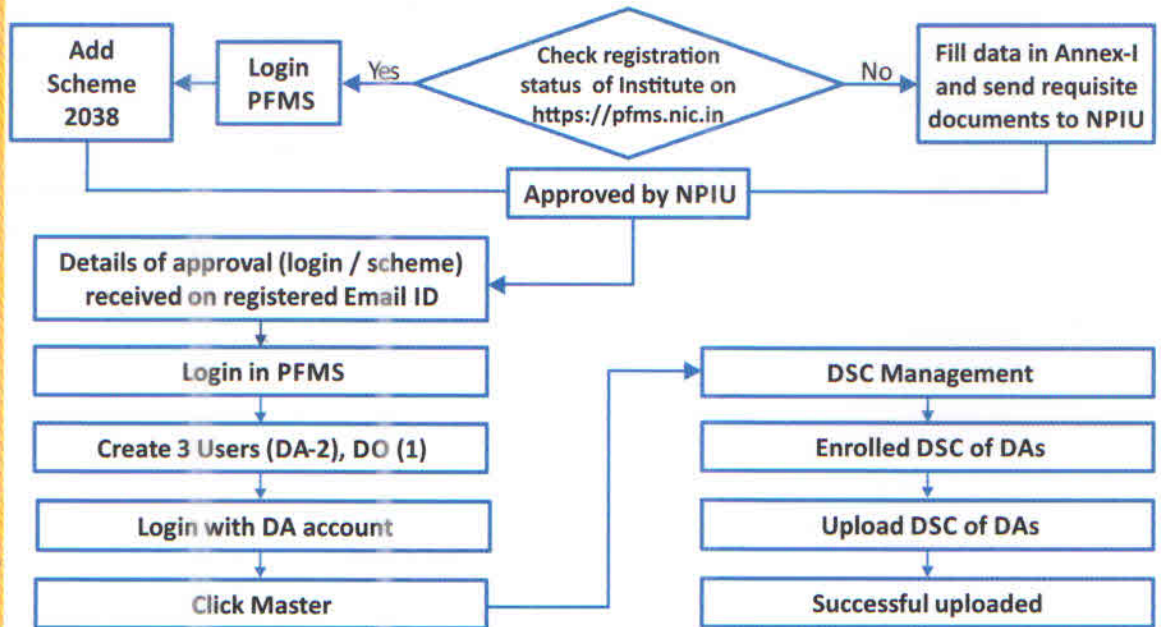 Add
Scheme
2038
Login
PFMS
Yes
Check registration
status of Institute on
https://pfms.nic.in
No
Fill data in Annex-I
and send requisite
documents to NPIU
Approved by NPIU
Details of approval (login / scheme)
received on registered Email ID
Login in PFMS
Create 3 Users (DA-2), DO (1)
Login with DA account
Click Master
DSC Management
Enrolled DSC of DAs
Upload DSC of DAs
Successful uploaded